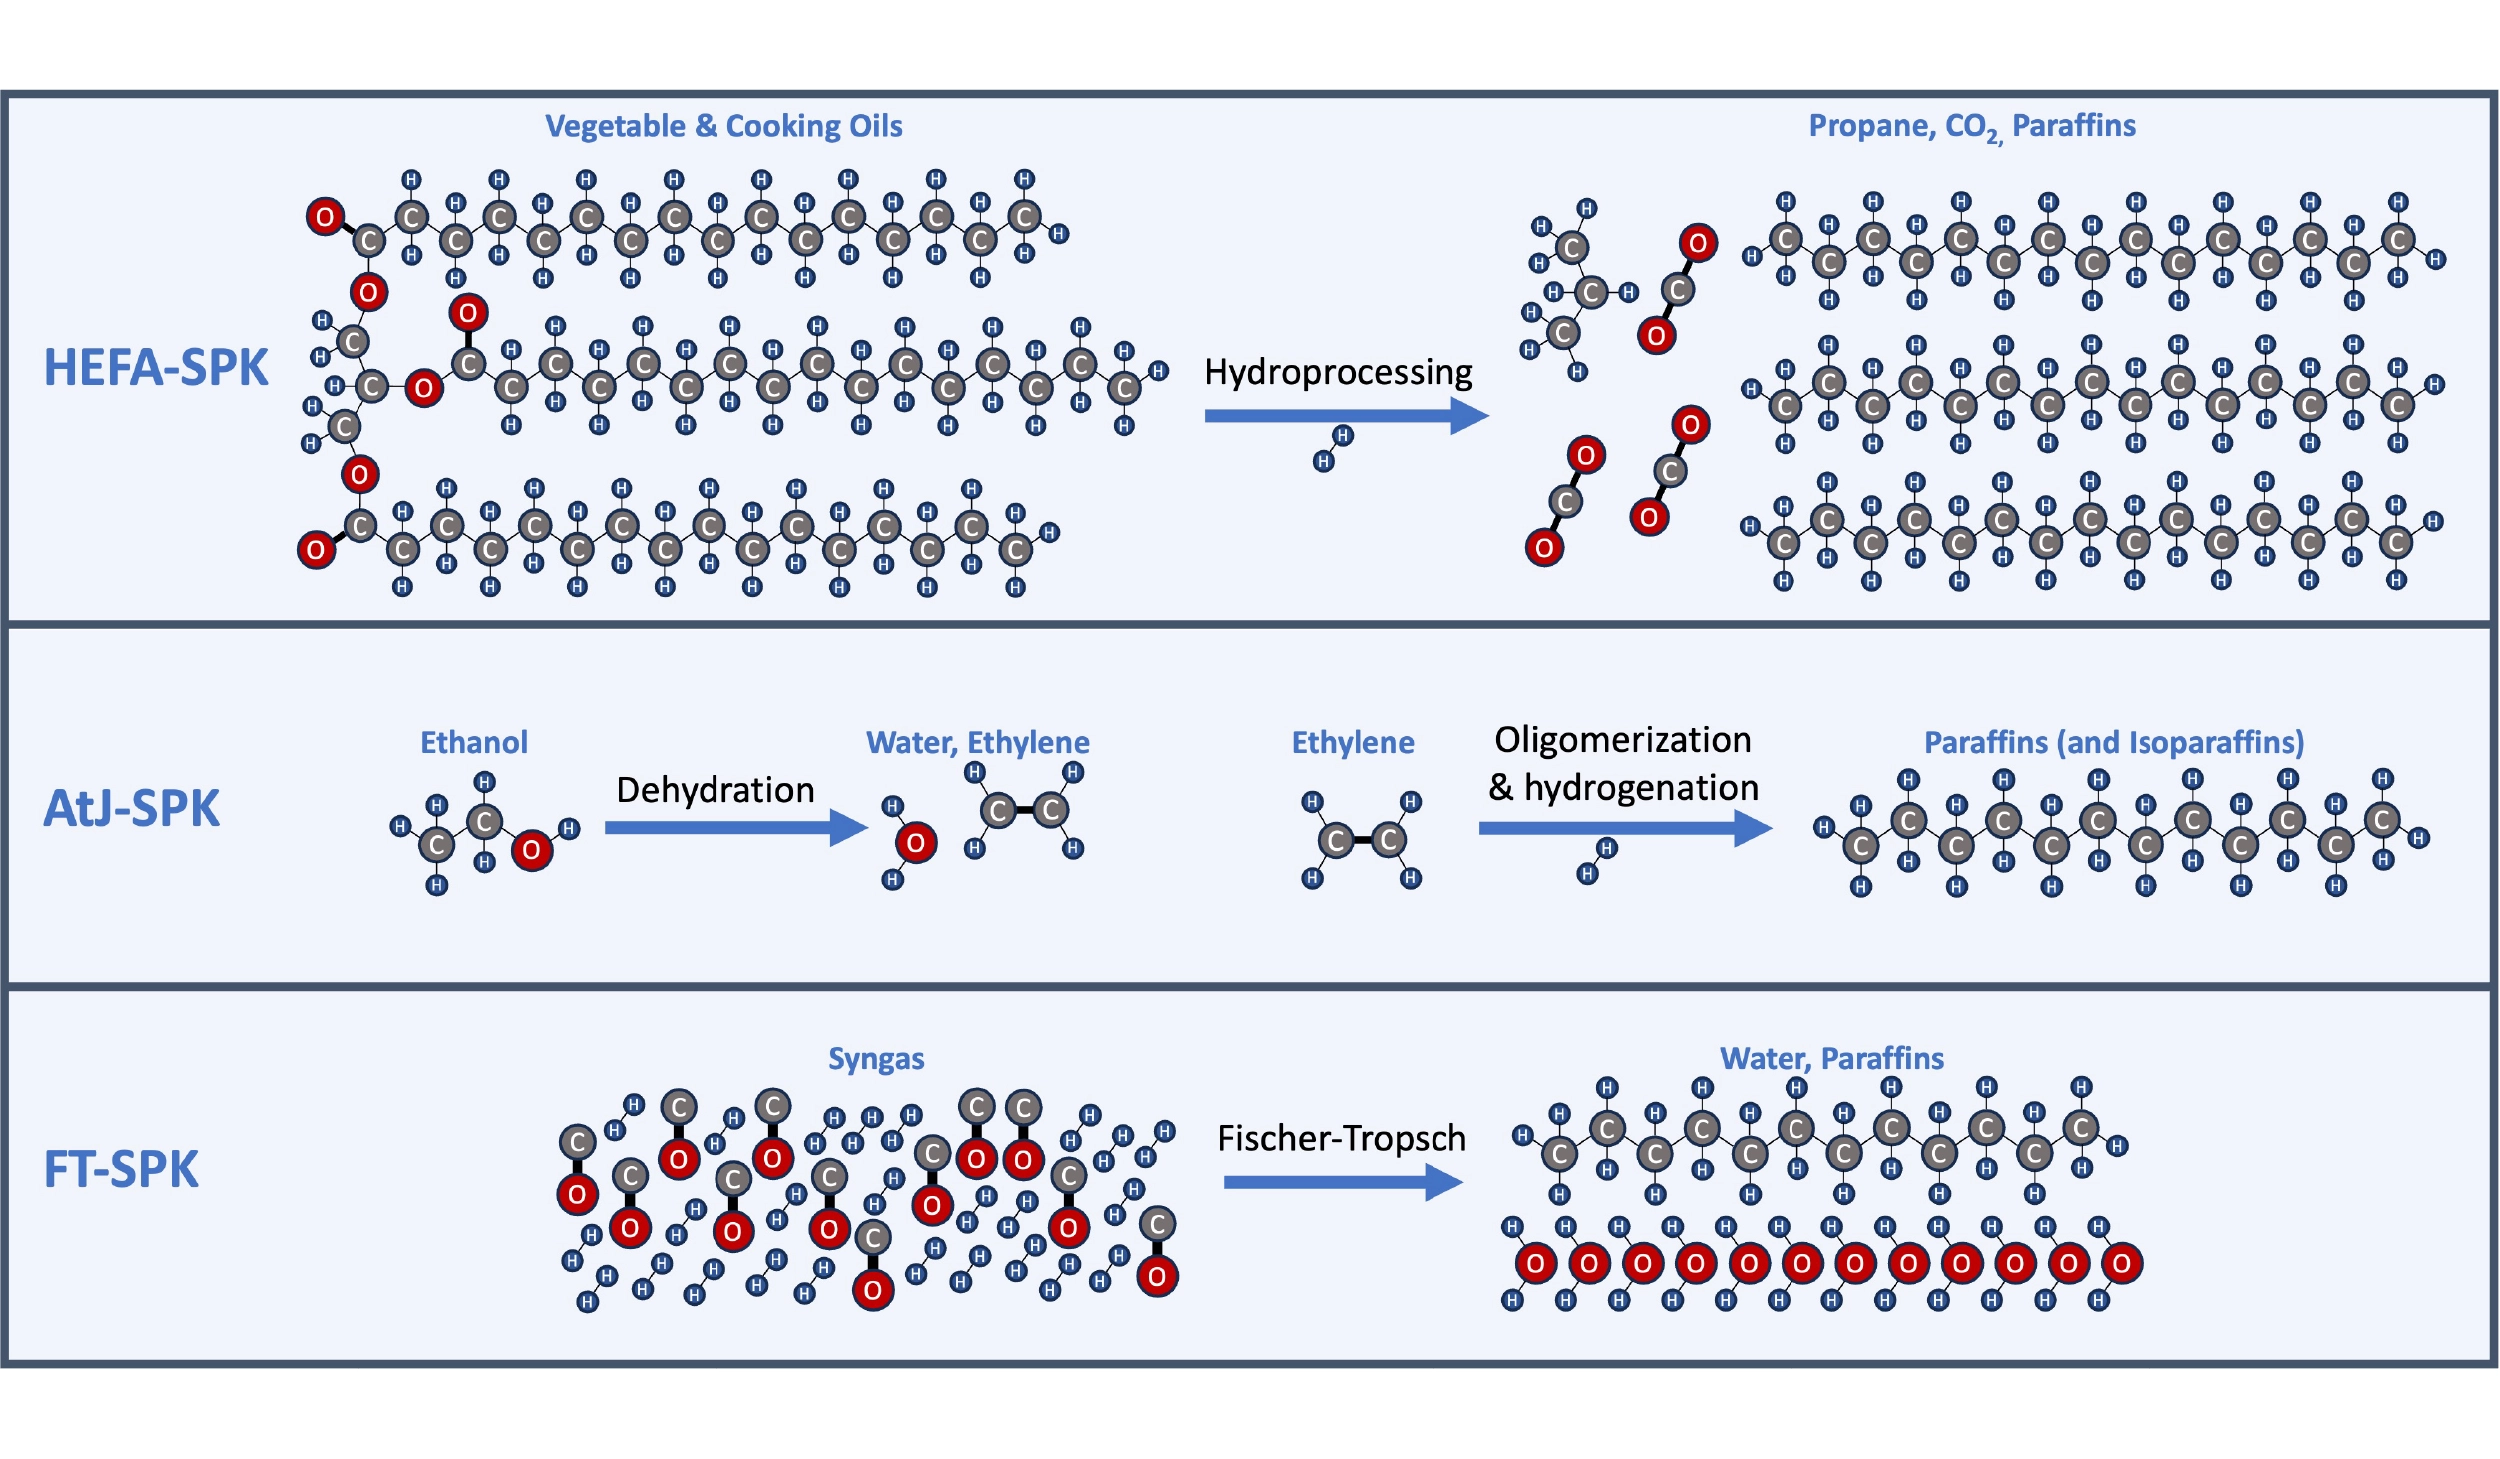 Vegetable & Cooking Oils
Propane, CO2, Paraffins
HEFA-SPK
Hydroprocessing
AtJ-SPK
Ethanol
Dehydration
Water, Ethylene
Ethylene
Oligomerization
& hydrogenation
Paraffins (and Isoparaffins)
FT-SPK
Syngas
Fischer-Tropsch
Water, Paraffins